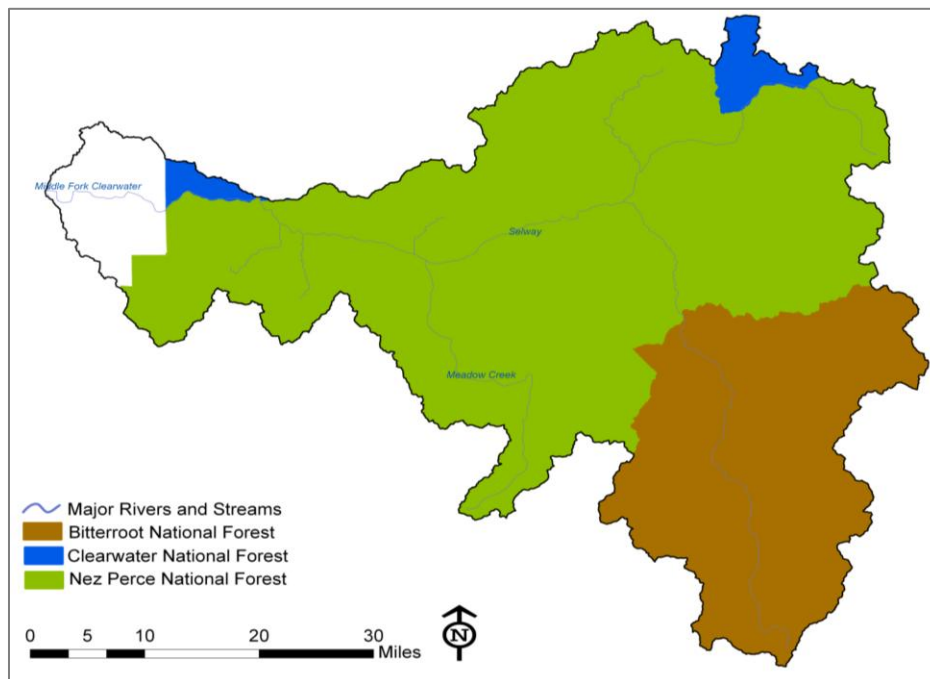 Middle Fork Clearwater
Selway
Meadow Creek
Major Rivers and Streams
Bitterroot National Forest
Clearwater National Forest
Nez Perce National Forest
0 5 10 20 30
Miles
N